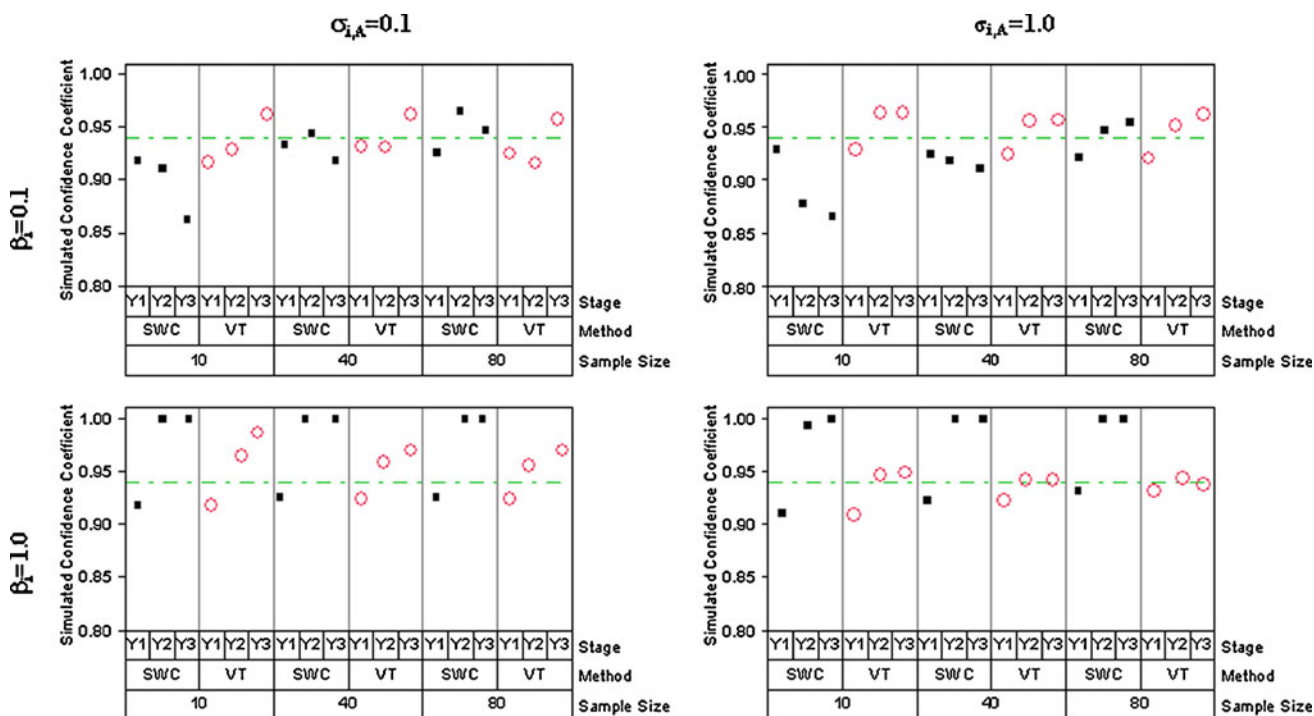 σi,A=0.1
σi,A=1.0
βi=0.1
Simulated Confidence Coefficient
1.00
0.95
0.90
0.85
0.80
Y1 Y2 Y3 Y1 Y2 Y3 Y1 Y2 Y3 Y1 Y2 Y3 Y1 Y2 Y3 Y1 Y2 Y3 Stage
SWC VT SWC VT SWC VT Method
10 40 80 Sample Size
Simulated Confidence Coefficient
1.00
0.95
0.90
0.85
0.80
Y1 Y2 Y3 Y1 Y2 Y3 Y1 Y2 Y3 Y1 Y2 Y3 Y1 Y2 Y3 Y1 Y2 Y3 Stage
SWC VT SWC VT SWC VT Method
10 40 80 Sample Size
βi=1.0
Simulated Confidence Coefficient
1.00
0.95
0.90
0.85
0.80
Y1 Y2 Y3 Y1 Y2 Y3 Y1 Y2 Y3 Y1 Y2 Y3 Y1 Y2 Y3 Y1 Y2 Y3 Stage
SWC VT SWC VT SWC VT Method
10 40 80 Sample Size
Simulated Confidence Coefficient
1.00
0.95
0.90
0.85
0.80
Y1 Y2 Y3 Y1 Y2 Y3 Y1 Y2 Y3 Y1 Y2 Y3 Y1 Y2 Y3 Y1 Y2 Y3 Stage
SWC VT SWC VT SWC VT Method
10 40 80 Sample Size